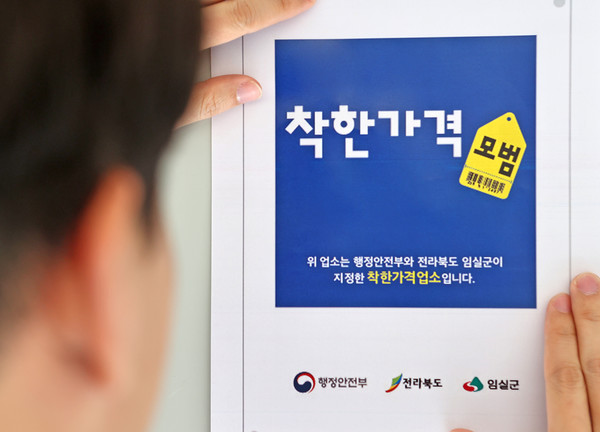 착한가격
모범
위 업소는 행정안전부와 전라북도 임실군이
지정한 착한가격업소입니다.
행정안전부 전라북도 임실군